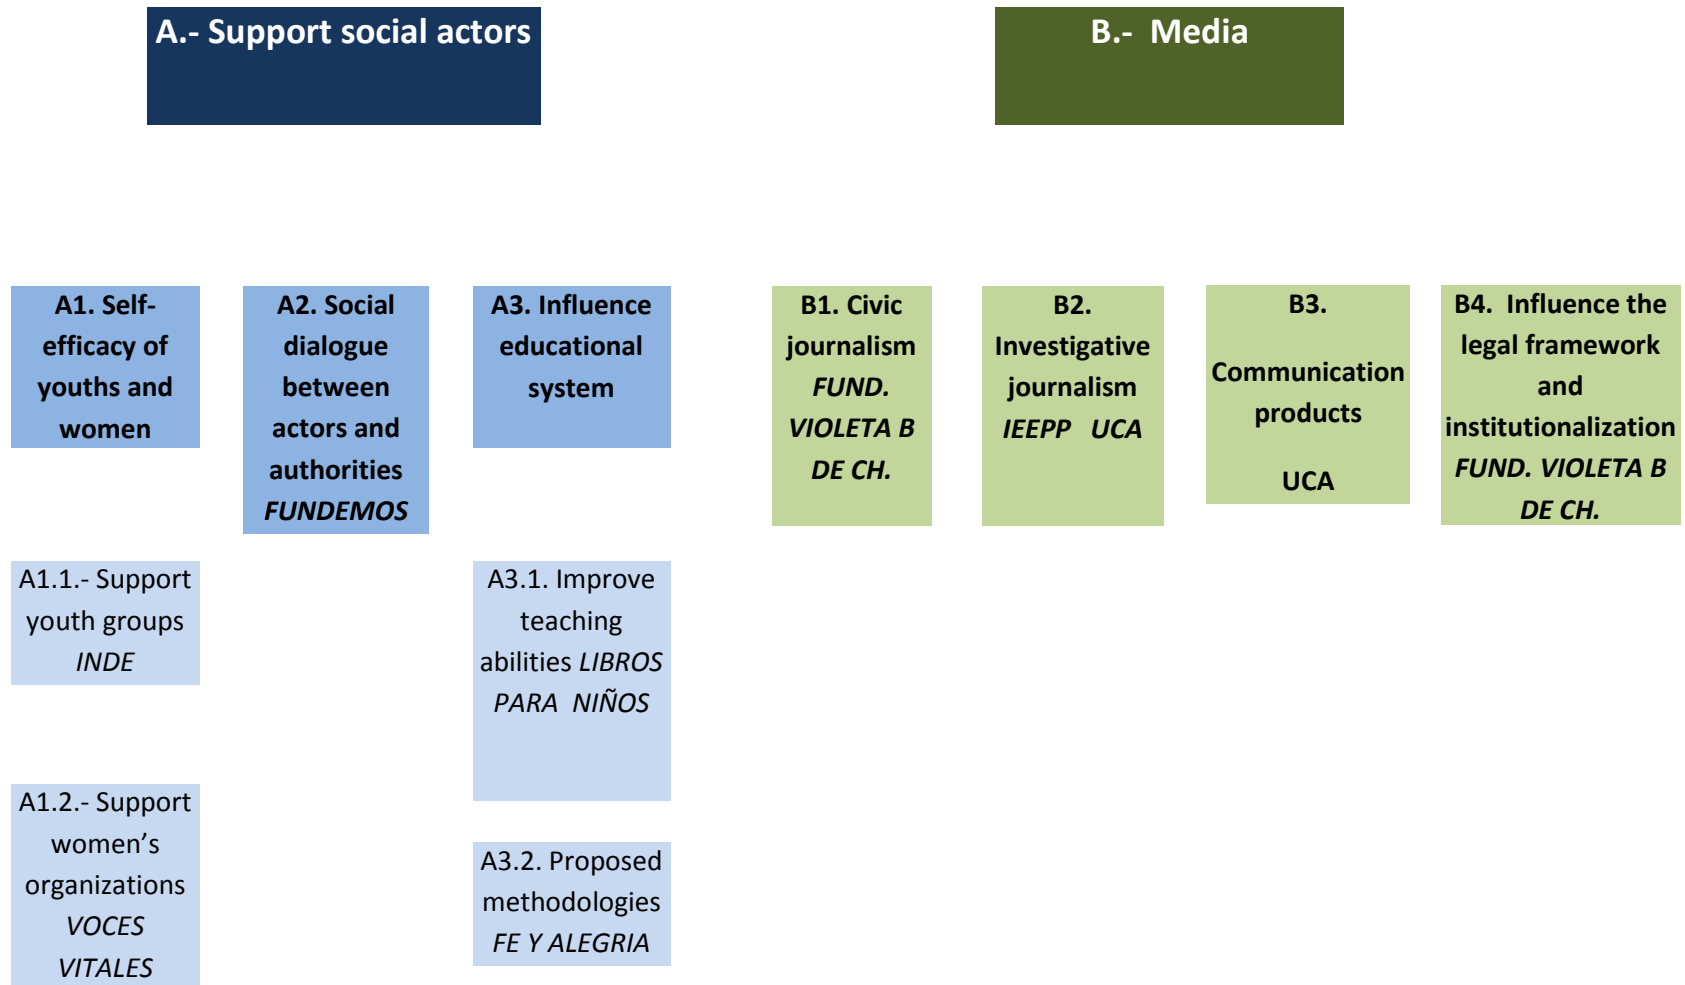 A.- Support social actors
B.- Media
A1. Self-
efficacy of
youths and
women
A2. Social
dialogue
between
actors and
authorities
FUNDEMOS
A3. Influence
educational
system
B1. Civic
journalism
FUND.
VIOLETA B
DE CH.
B2.
Investigative
journalism
IEEPP UCA
B3.
Communication
products
UCA
B4. Influence the
legal framework
and
institutionalization
FUND. VIOLETA B
DE CH.
A1.1.- Support
youth groups
INDE
A3.1. Improve
teaching
abilities LIBROS
PARA NIÑOS
A1.2.- Support
women’s
organizations
VOCES
VITALES
A3.2. Proposed
methodologies
FE Y ALEGRIA